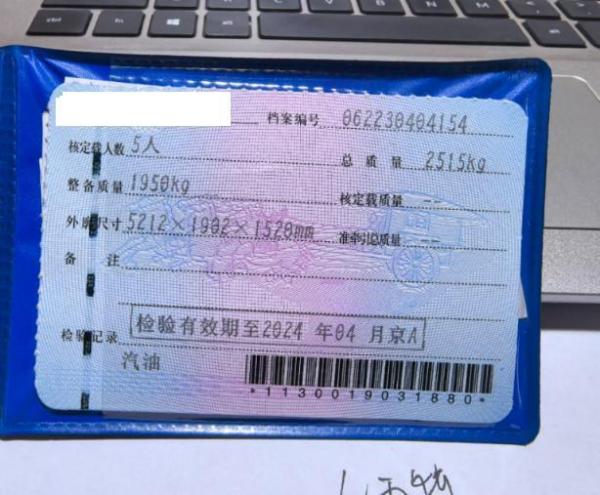 档案编号 062230404154
核定载人数 5人
总质量 2515kg
整备质量 1950kg
核定载质量 --
外廓尺寸 5212×1902×1520mm
准牵引总质量 --
备注
检验记录 检验有效期至2024年04月京A
汽油
*1130019031880*